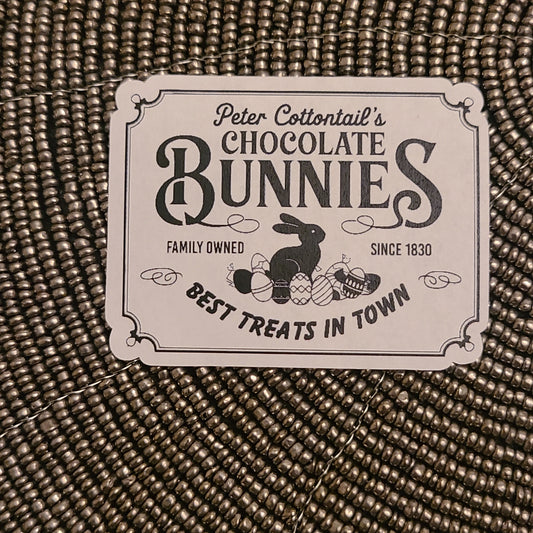 Peter Cottontail's
CHOCOLATE
BUNNIES
FAMILY OWNED SINCE 1830
BEST TREATS IN TOWN